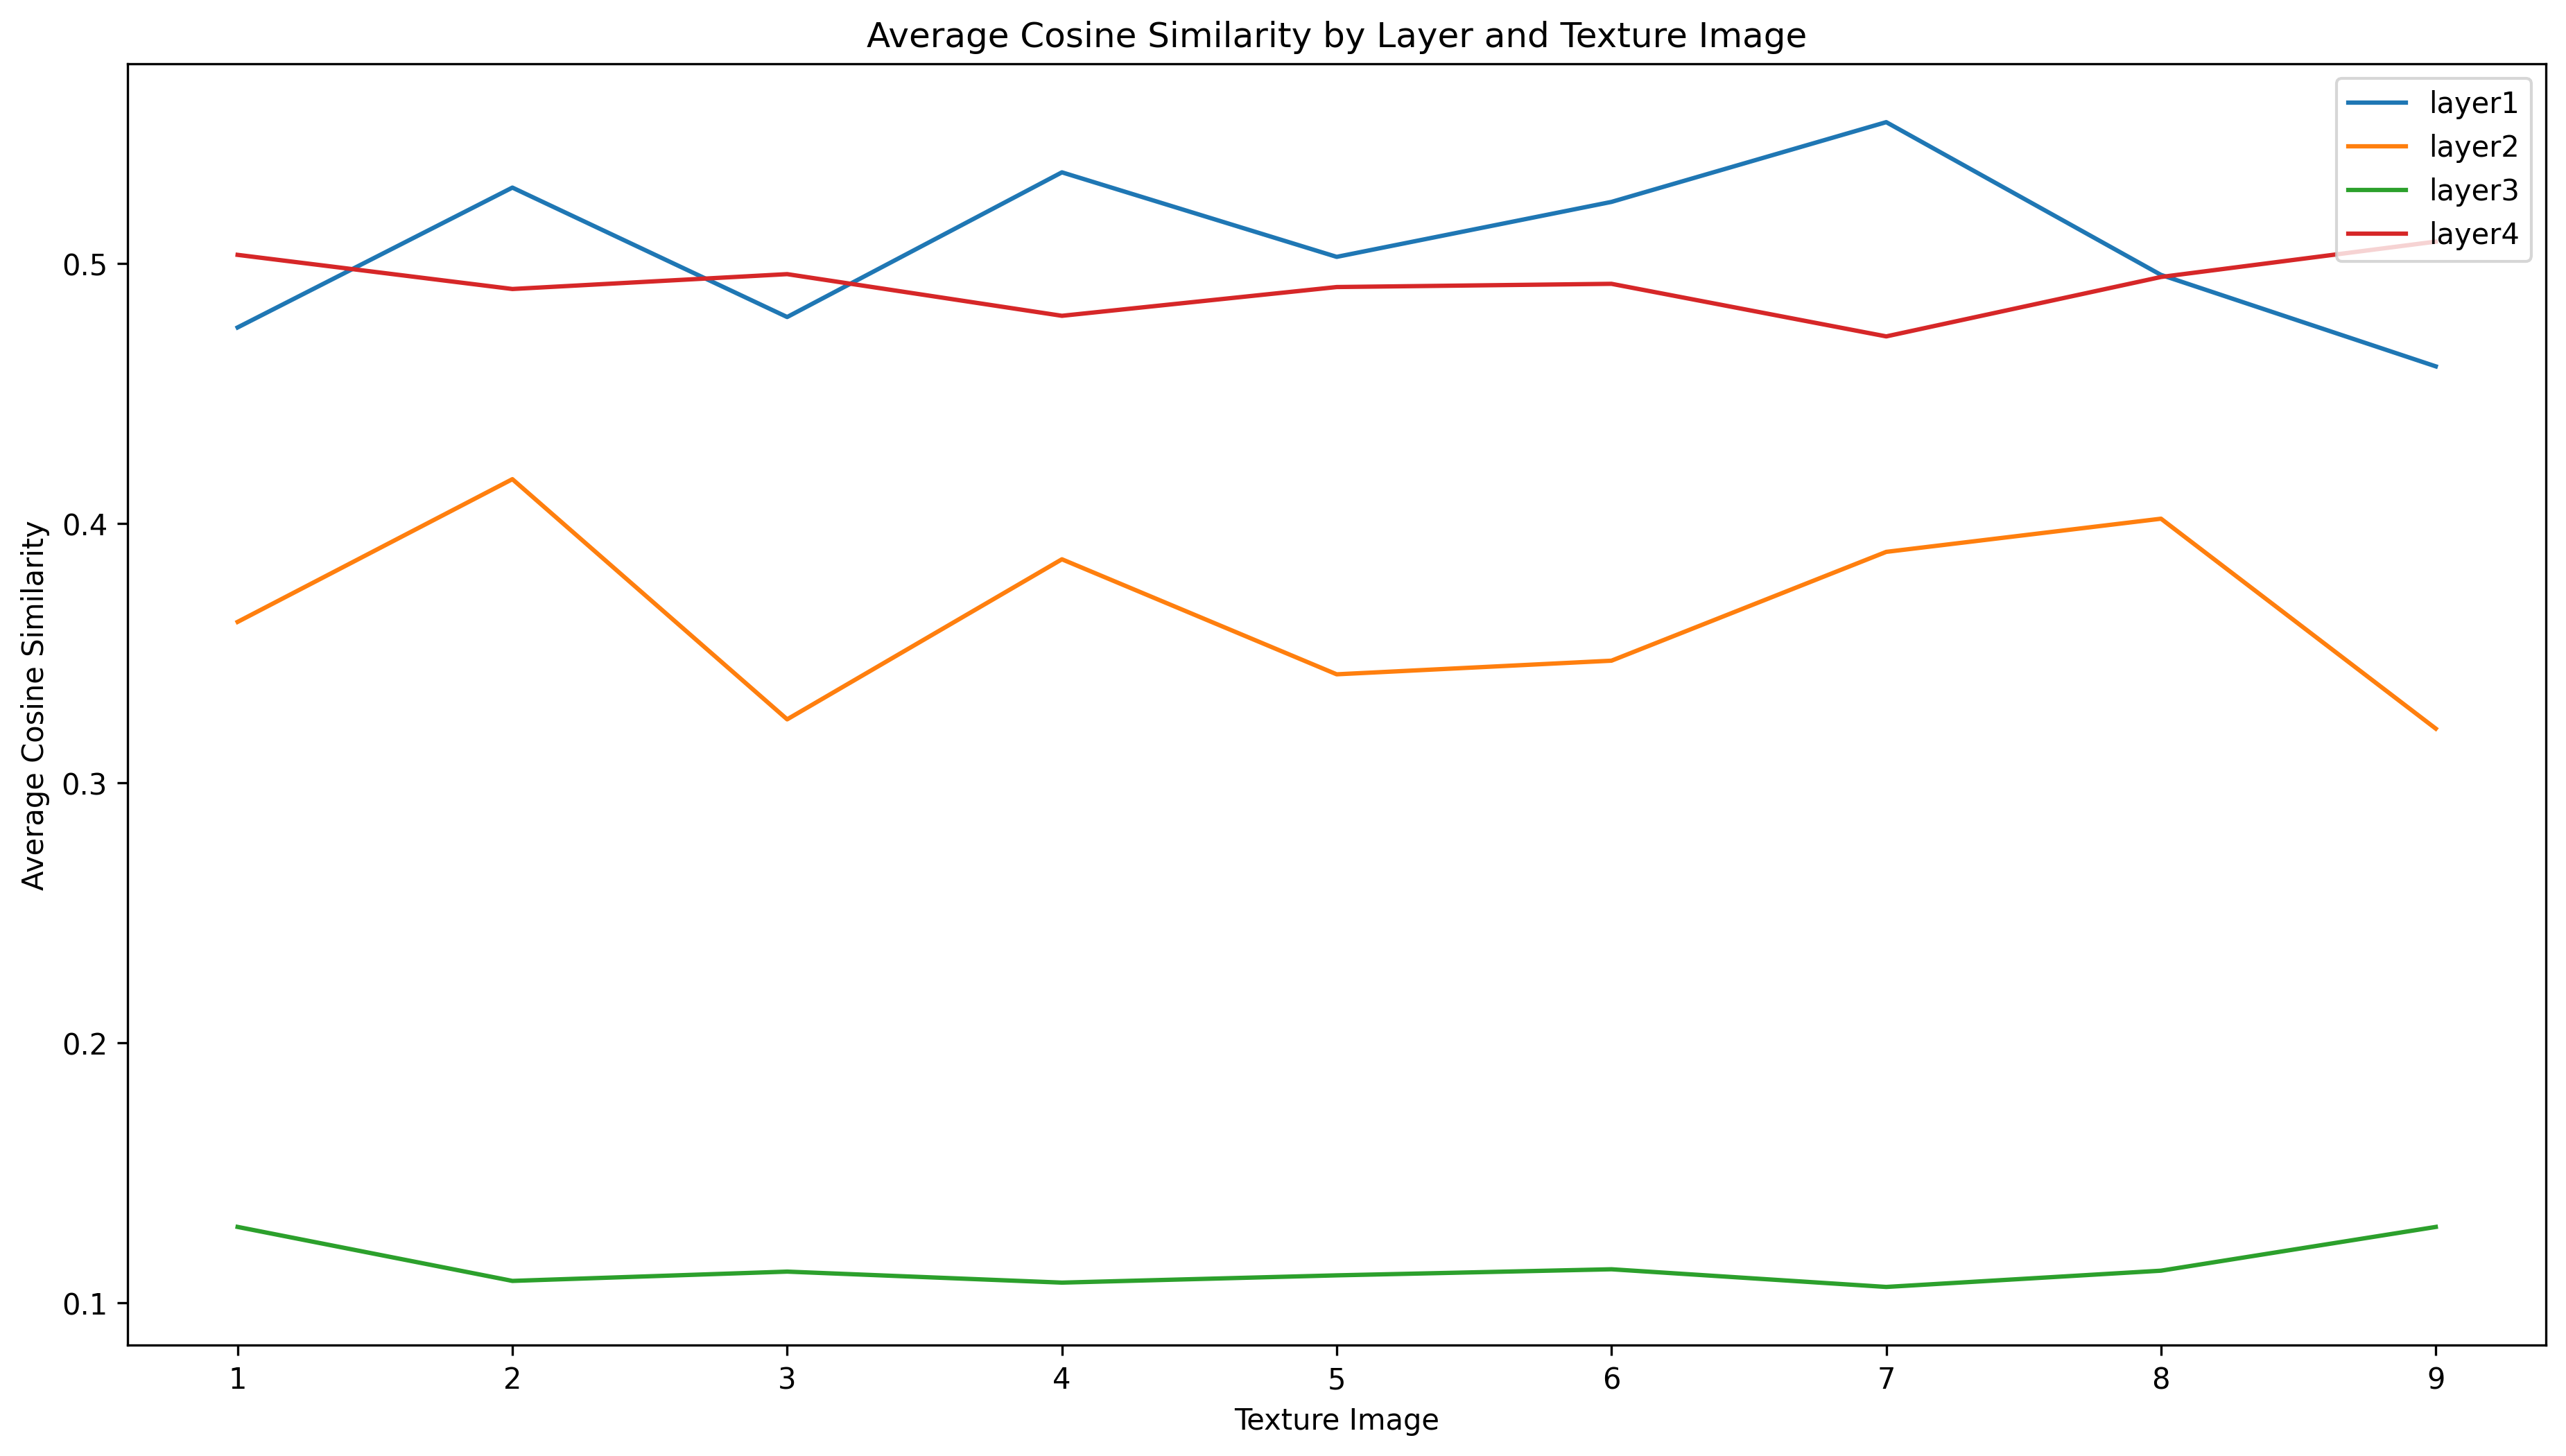 Average Cosine Similarity by Layer and Texture Image
layer1
layer2
layer3
layer4
Average Cosine Similarity
0.5
0.4
0.3
0.2
0.1
1 2 3 4 5 6 7 8 9
Texture Image